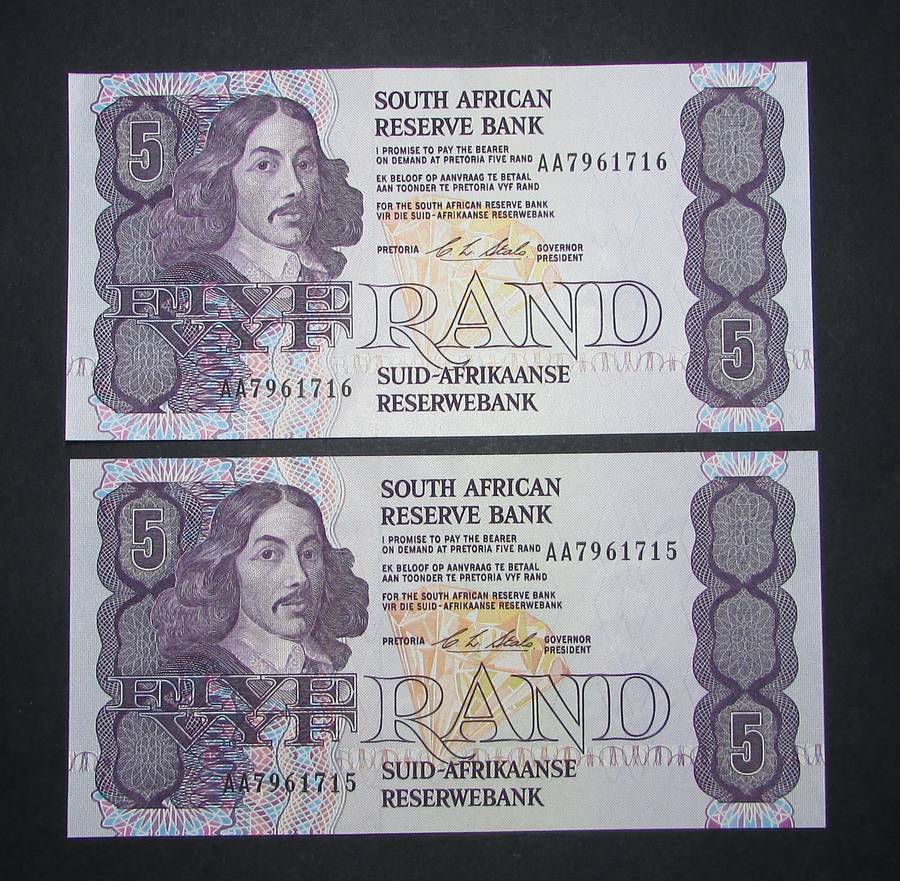 5
SOUTH AFRICAN
RESERVE BANK
I PROMISE TO PAY THE BEARER
ON DEMAND AT PRETORIA FIVE RAND AA7961716
EK BELOOF OP AANVRAAG TE BETAAL
AAN TOONDER TE PRETORIA VYF RAND
FOR THE SOUTH AFRICAN RESERVE BANK
VIR DIE SUID-AFRIKAANSE RESERWEBANK
PRETORIA C L Stals GOVERNOR
PRESIDENT
FIVE
VYF RAND
5
SUID-AFRIKAANSE
AA7961716
RESERWEBANK
5
SOUTH AFRICAN
RESERVE BANK
I PROMISE TO PAY THE BEARER
ON DEMAND AT PRETORIA FIVE RAND AA7961715
EK BELOOF OP AANVRAAG TE BETAAL
AAN TOONDER TE PRETORIA VYF RAND
FOR THE SOUTH AFRICAN RESERVE BANK
VIR DIE SUID-AFRIKAANSE RESERWEBANK
PRETORIA C L Stals GOVERNOR
PRESIDENT
FIVE
VYF RAND
5
SUID-AFRIKAANSE
AA7961715
RESERWEBANK